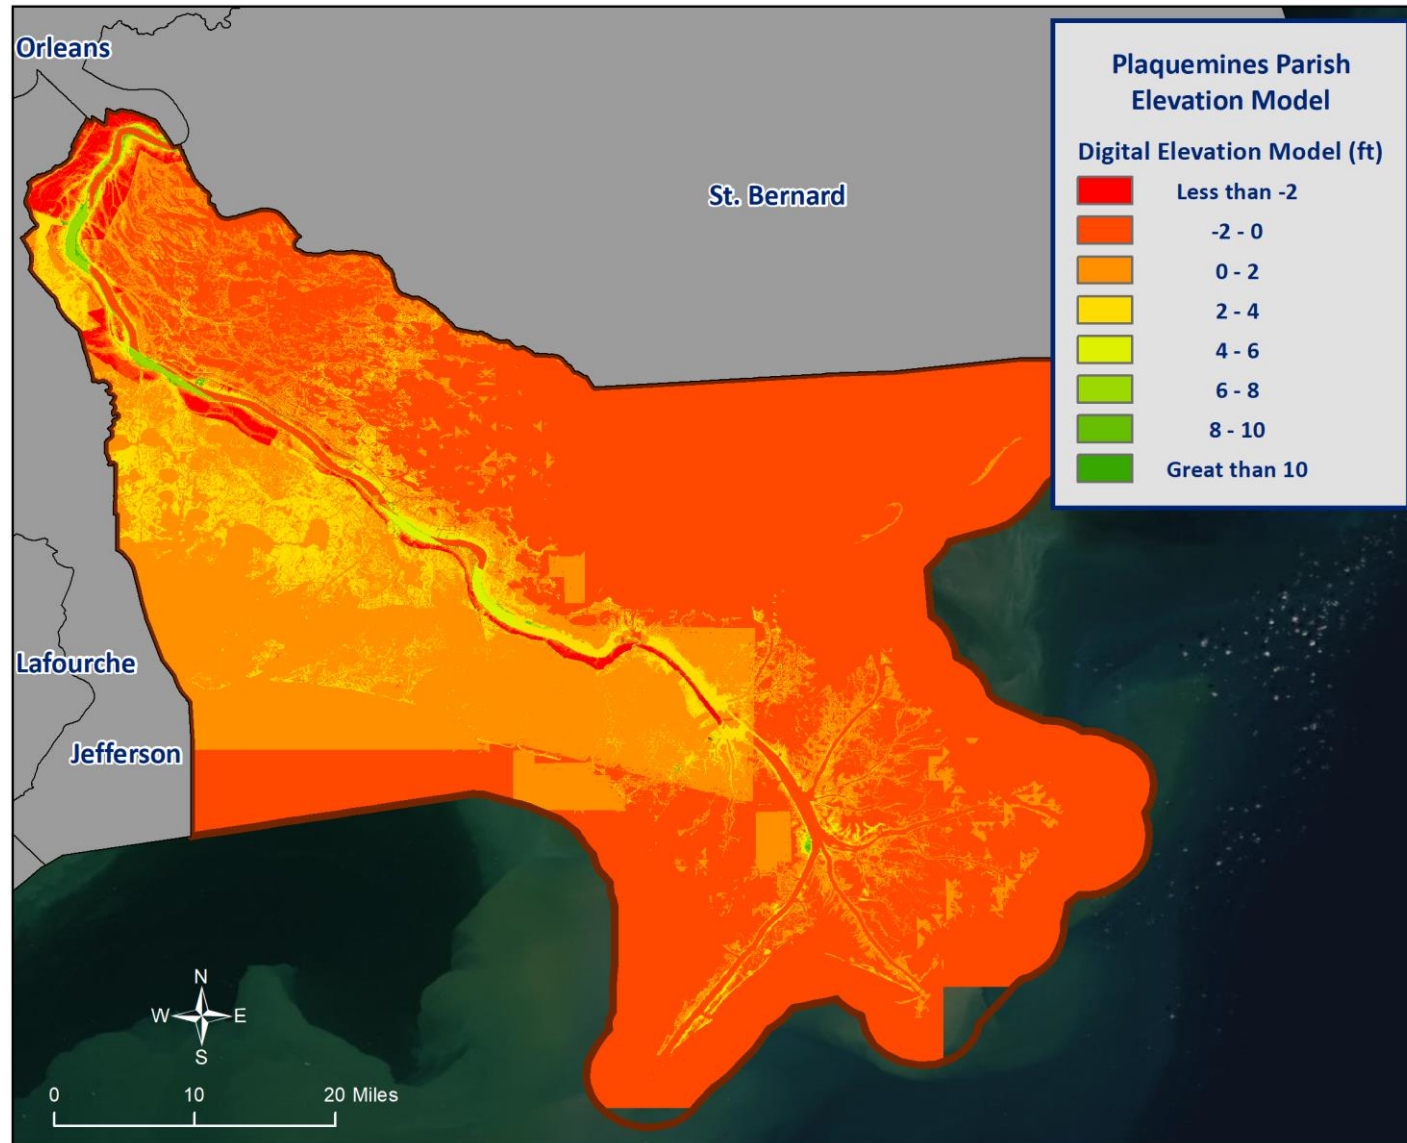 Orleans
St. Bernard
Lafourche
Jefferson
Plaquemines Parish
Elevation Model
Digital Elevation Model (ft)
Less than -2
-2 - 0
0 - 2
2 - 4
4 - 6
6 - 8
8 - 10
Great than 10
N
W E
S
0 10 20 Miles